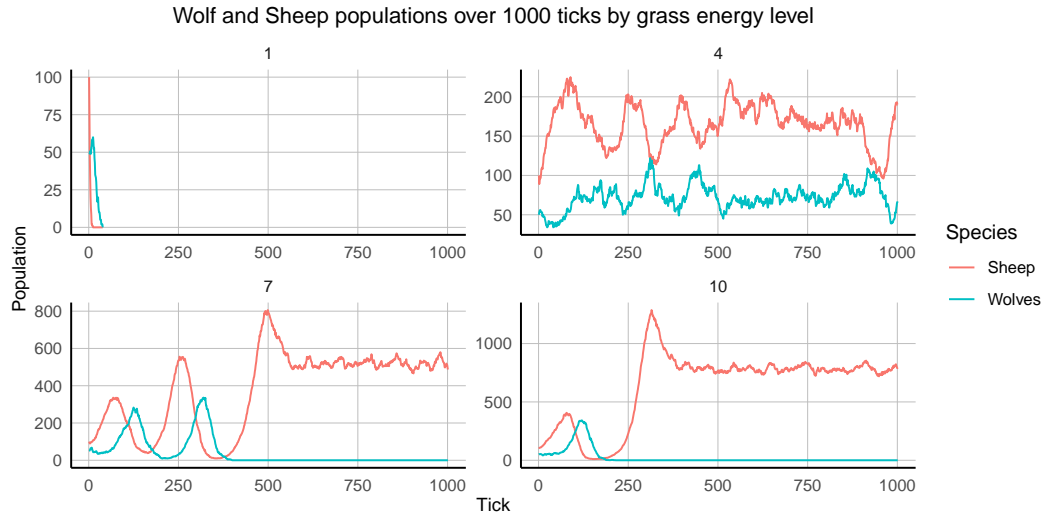 Wolf and Sheep populations over 1000 ticks by grass energy level
1
4
100
75
50
25
0
0 250 500 750 1000
200
150
100
50
0 250 500 750 1000
7
10
800
600
400
200
0
0 250 500 750 1000
1000
500
0
0 250 500 750 1000
Population
Tick
Species
Sheep
Wolves